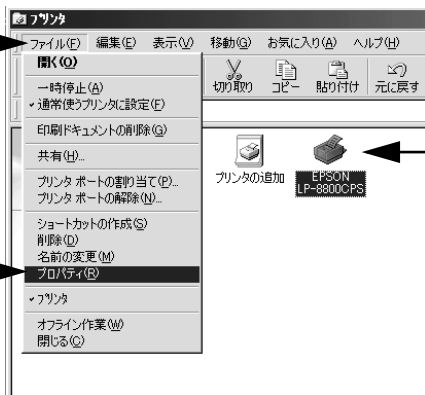 プリンタ
ファイル(F) 編集(E) 表示(V) 移動(G) お気に入り(A) ヘルプ(H)
切り取り コピー 貼り付け 元に戻す
開く(O)
一時停止(A)
通常使うプリンタに設定(F)
印刷ドキュメントの削除(G)
共有(H)...
プリンタ ポートの割り当て(P)...
プリンタ ポートの解除(N)...
ショートカットの作成(S)
削除(D)
名前の変更(M)
プロパティ(R)
プリンタ
オフライン作業(W)
閉じる(C)
プリンタの追加
EPSON
LP-8800CPS